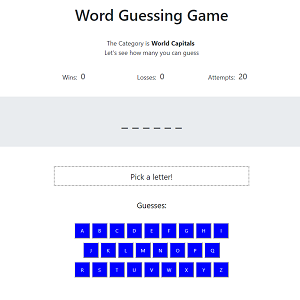 Word Guessing Game
The Category is World Capitals
Let's see how many you can guess
Wins: 0 Losses: 0 Attempts: 20
_ _ _ _ _ _
Pick a letter!
Guesses:
A B C D E F G H I
J K L M N O P Q
R S T U V W X Y Z